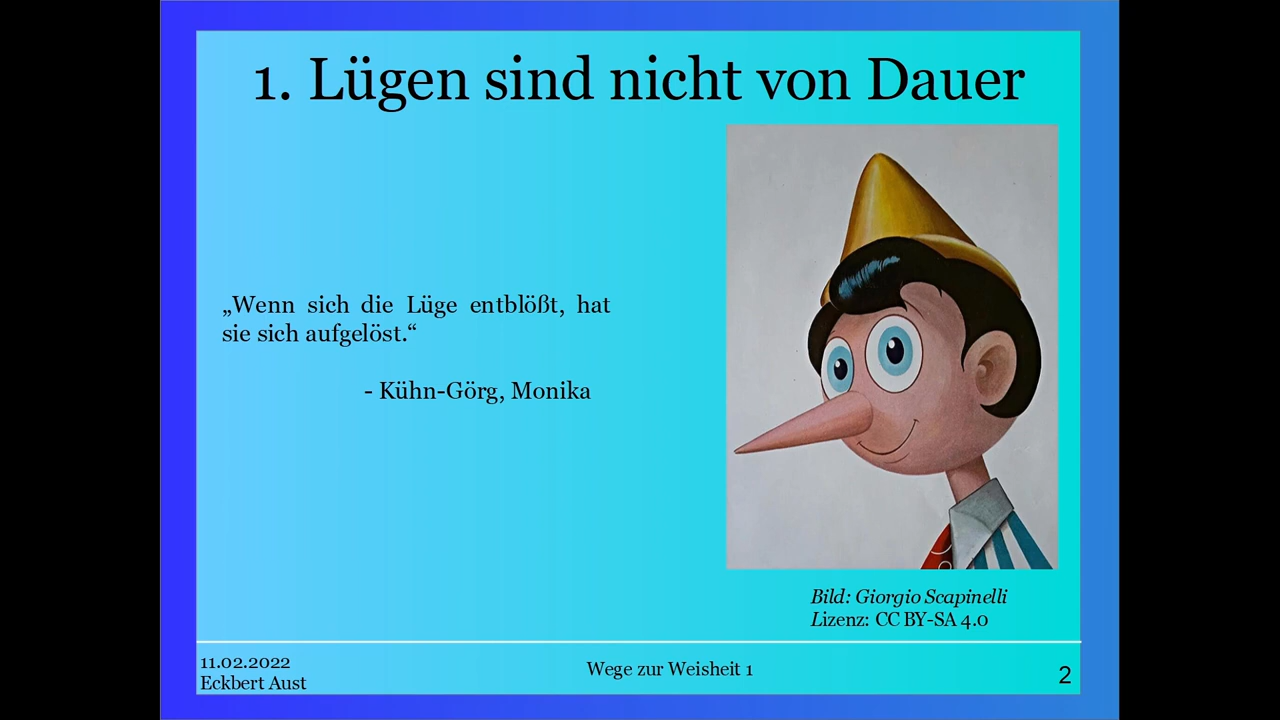 1. Lügen sind nicht von Dauer
„Wenn sich die Lüge entblößt, hat
sie sich aufgelöst.“
- Kühn-Görg, Monika
Bild: Giorgio Scapinelli
Lizenz: CC BY-SA 4.0
11.02.2022
Eckbert Aust
Wege zur Weisheit 1
2